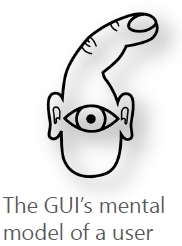 The GUI’s mental
model of a user